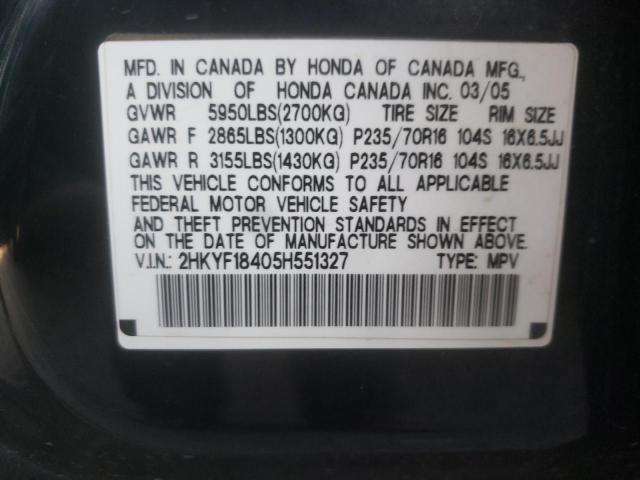 MFD. IN CANADA BY HONDA OF CANADA MFG.,
A DIVISION OF HONDA CANADA INC. 03/05
GVWR 5950LBS(2700KG) TIRE SIZE RIM SIZE
GAWR F 2865LBS(1300KG) P235/70R16 104S 16X6.5JJ
GAWR R 3155LBS(1430KG) P235/70R16 104S 16X6.5JJ
THIS VEHICLE CONFORMS TO ALL APPLICABLE
FEDERAL MOTOR VEHICLE SAFETY
AND THEFT PREVENTION STANDARDS IN EFFECT
ON THE DATE OF MANUFACTURE SHOWN ABOVE.
V.I.N.: 2HKYF18405H551327 TYPE: MPV